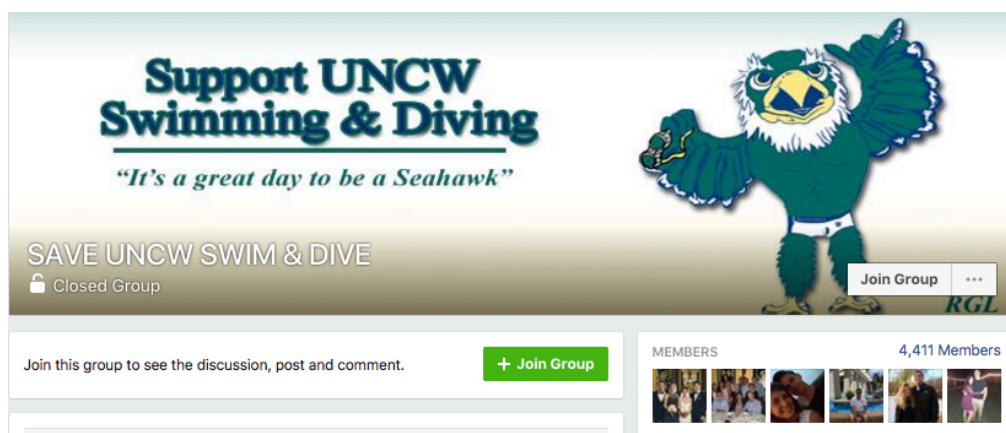 Support UNCW
Swimming & Diving
“It's a great day to be a Seahawk”
SAVE UNCW SWIM & DIVE
Closed Group
Join Group
RGL
Join this group to see the discussion, post and comment.
+ Join Group
MEMBERS
4,411 Members